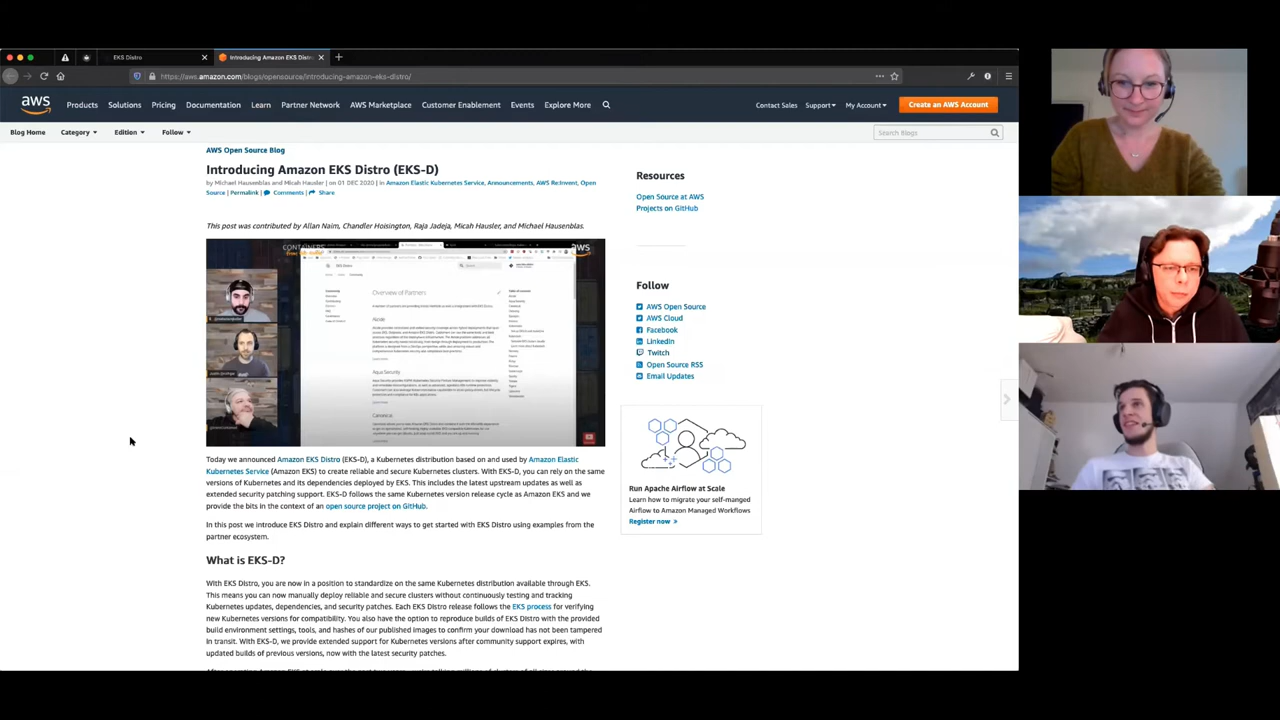 EKS Distro
Introducing Amazon EKS Distr
https://aws.amazon.com/blogs/opensource/introducing-amazon-eks-distro/
aws
Products Solutions Pricing Documentation Learn Partner Network AWS Marketplace Customer Enablement Events Explore More
Contact Sales Support My Account Create an AWS Account
Blog Home Category Edition Follow
Search Blogs
AWS Open Source Blog
Introducing Amazon EKS Distro (EKS-D)
by Michael Hausenblas and Micah Hausler | on 01 DEC 2020 | in Amazon Elastic Kubernetes Service, Announcements, AWS Re:Invent, Open
Source | Permalink | Comments | Share
This post was contributed by Allan Naim, Chandler Hoisington, Raja Jadeja, Micah Hausler, and Michael Hausenblas.
CONTAINERS
aws
EKS Distro
Overview of Partners
Aqua Security
Canonical
Today we announced Amazon EKS Distro (EKS-D), a Kubernetes distribution based on and used by Amazon Elastic
Kubernetes Service (Amazon EKS) to create reliable and secure Kubernetes clusters. With EKS-D, you can rely on the same
versions of Kubernetes and its dependencies deployed by EKS. This includes the latest upstream updates as well as
extended security patching support. EKS-D follows the same Kubernetes version release cycle as Amazon EKS and we
provide the bits in the context of an open source project on GitHub.
In this post we introduce EKS Distro and explain different ways to get started with EKS Distro using examples from the
partner ecosystem.
What is EKS-D?
With EKS Distro, you are now in a position to standardize on the same Kubernetes distribution available through EKS.
This means you can now manually deploy reliable and secure clusters without continuously testing and tracking
Kubernetes updates, dependencies, and security patches. Each EKS Distro release follows the EKS process for verifying
new Kubernetes versions for compatibility. You also have the option to reproduce builds of EKS Distro with the provided
build environment settings, tools, and hashes of our published images to confirm your download has not been tampered
in transit. With EKS-D, we provide extended support for Kubernetes versions after community support expires, with
updated builds of previous versions, now with the latest security patches.
Resources
Open Source at AWS
Projects on GitHub
Follow
AWS Open Source
AWS Cloud
Facebook
LinkedIn
Twitch
Open Source RSS
Email Updates
Run Apache Airflow at Scale
Learn how to migrate your self-manged
Airflow to Amazon Managed Workflows
Register now »